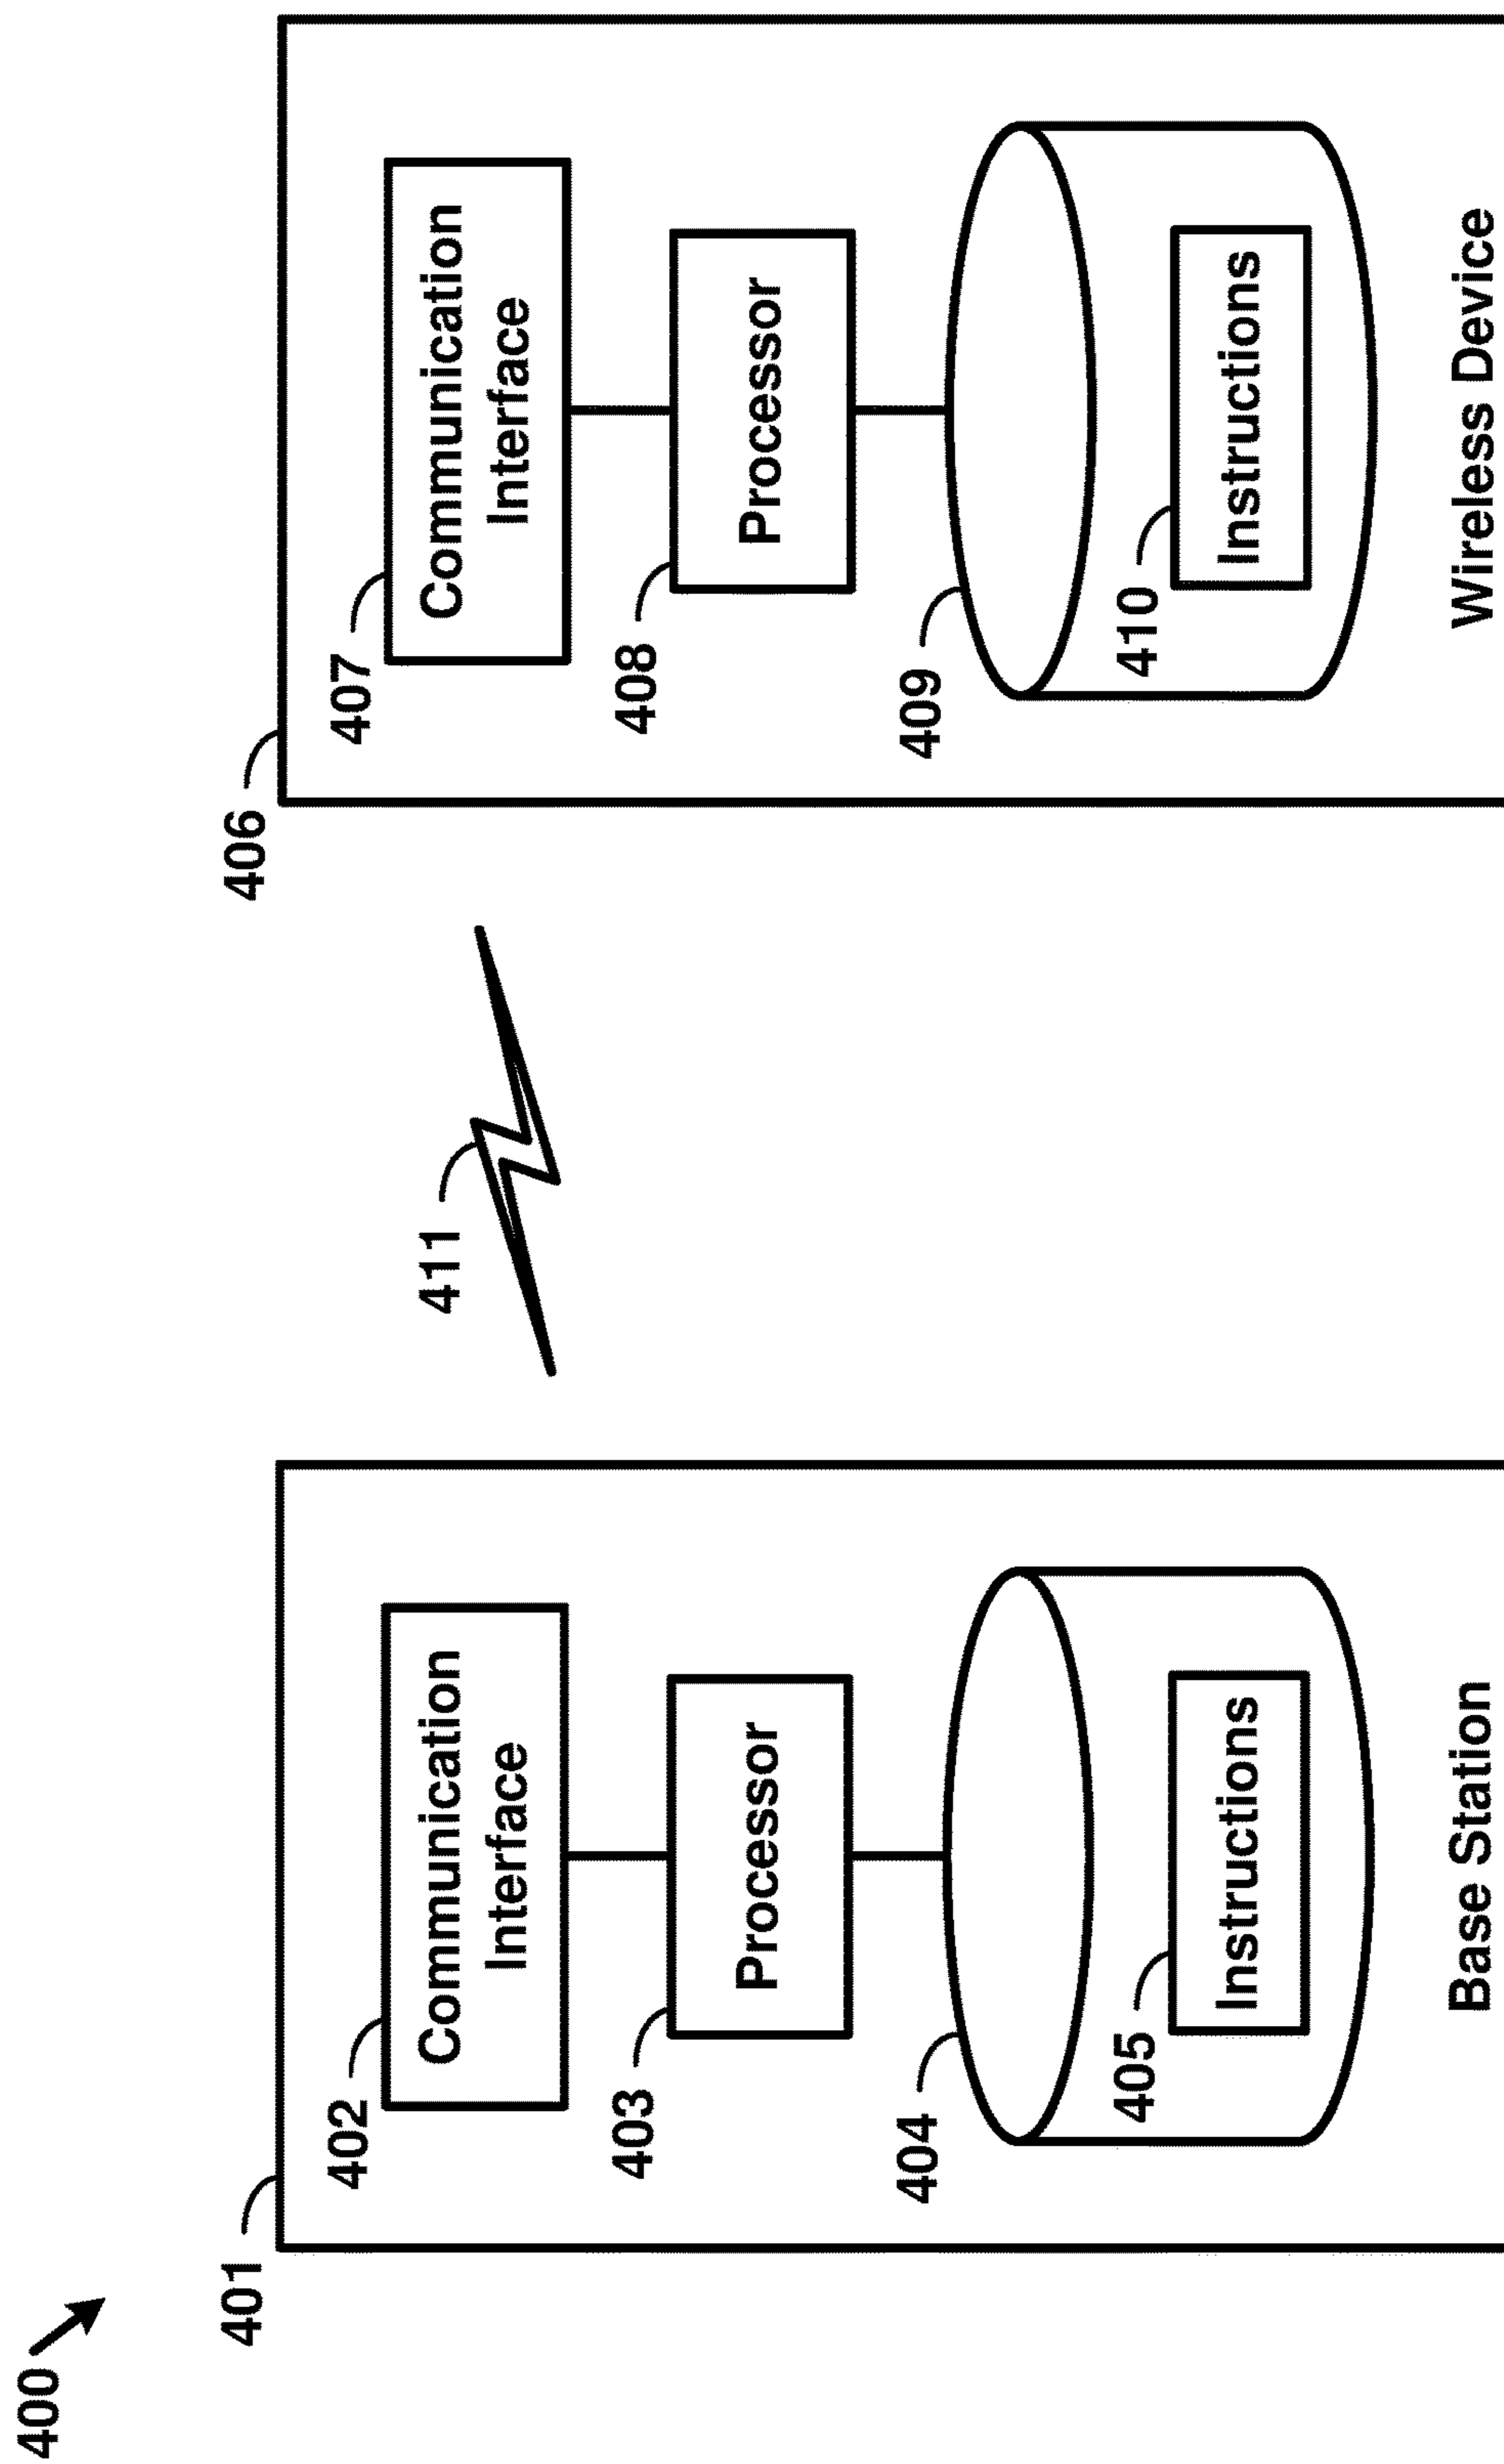 400
401
402
Communication
Interface
403
Processor
404
405
Instructions
Base Station
411
406
407
Communication
Interface
408
Processor
409
410
Instructions
Wireless Device